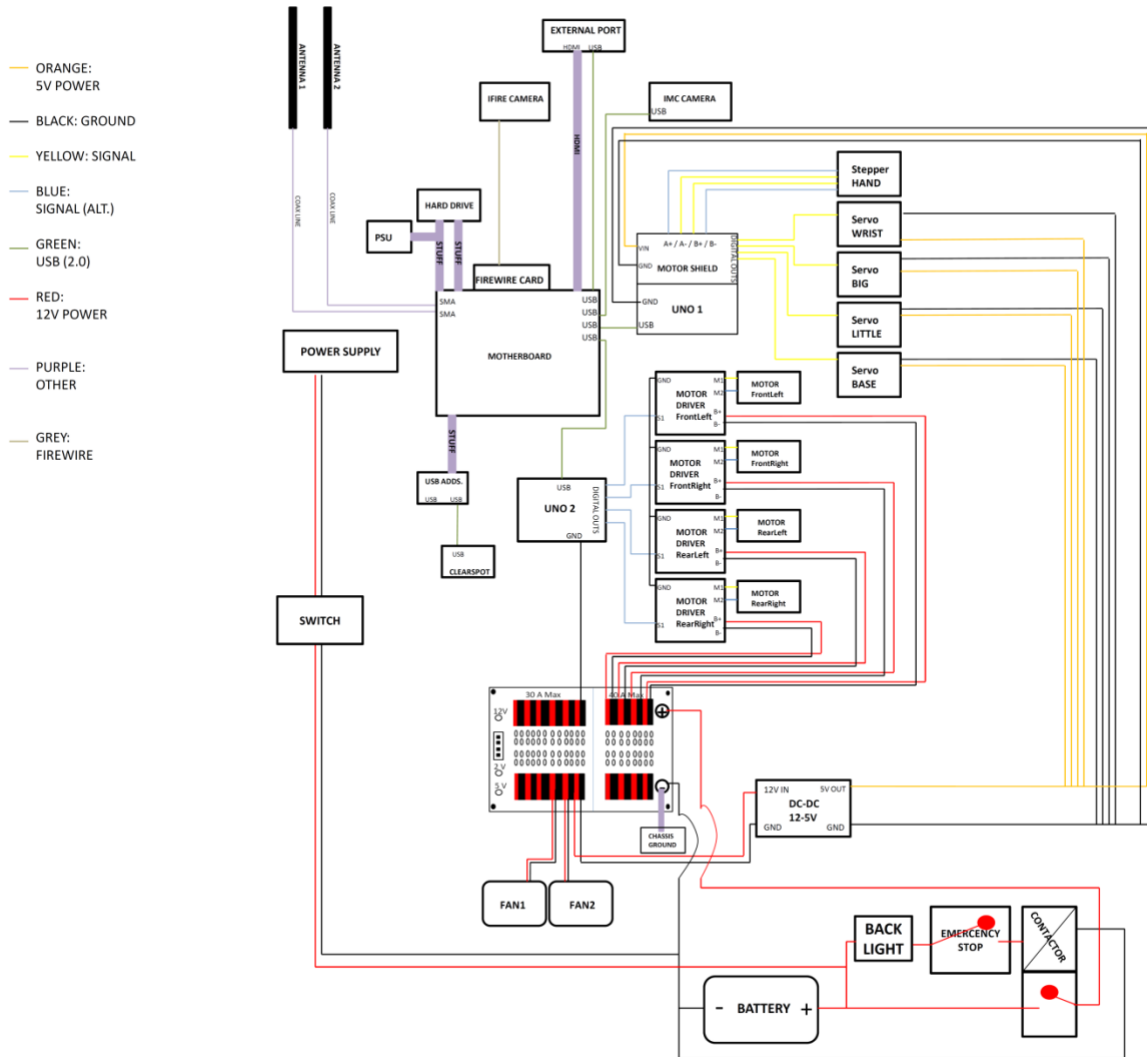 ORANGE:
5V POWER
BLACK: GROUND
YELLOW: SIGNAL
BLUE:
SIGNAL (ALT.)
GREEN:
USB (2.0)
RED:
12V POWER
PURPLE:
OTHER
GREY:
FIREWIRE
ANTENNA 1
ANTENNA 2
COAX LINE
COAX LINE
EXTERNAL PORT
HDMI USB
HDMI
IFIRE CAMERA
IMC CAMERA
USB
HARD DRIVE
PSU
STUFF
STUFF
FIREWIRE CARD
SMA
SMA
USB
USB
USB
USB
MOTHERBOARD
STUFF
USB ADDS.
USB USB
USB
CLEARSPOT
POWER SUPPLY
SWITCH
A+ / A- / B+ / B-
VIN
GND
DIGITAL OUTS
MOTOR SHIELD
GND
UNO 1
USB
Stepper
HAND
Servo
WRIST
Servo
BIG
Servo
LITTLE
Servo
BASE
USB
UNO 2
DIGITAL OUTS
GND
GND
M1
M2
MOTOR
DRIVER
FrontLeft
S1
B+
B-
MOTOR
FrontLeft
GND
M1
M2
MOTOR
DRIVER
FrontRight
S1
B+
B-
MOTOR
FrontRight
GND
M1
M2
MOTOR
DRIVER
RearLeft
S1
B+
B-
MOTOR
RearLeft
GND
M1
M2
MOTOR
DRIVER
RearRight
S1
B+
B-
MOTOR
RearRight
30 A Max
40 A Max
12V
5 V
+
-
CHASSIS
GROUND
FAN1
FAN2
12V IN
5V OUT
DC-DC
12-5V
GND
GND
BACK
LIGHT
EMERGENCY
STOP
CONTACTOR
- BATTERY +